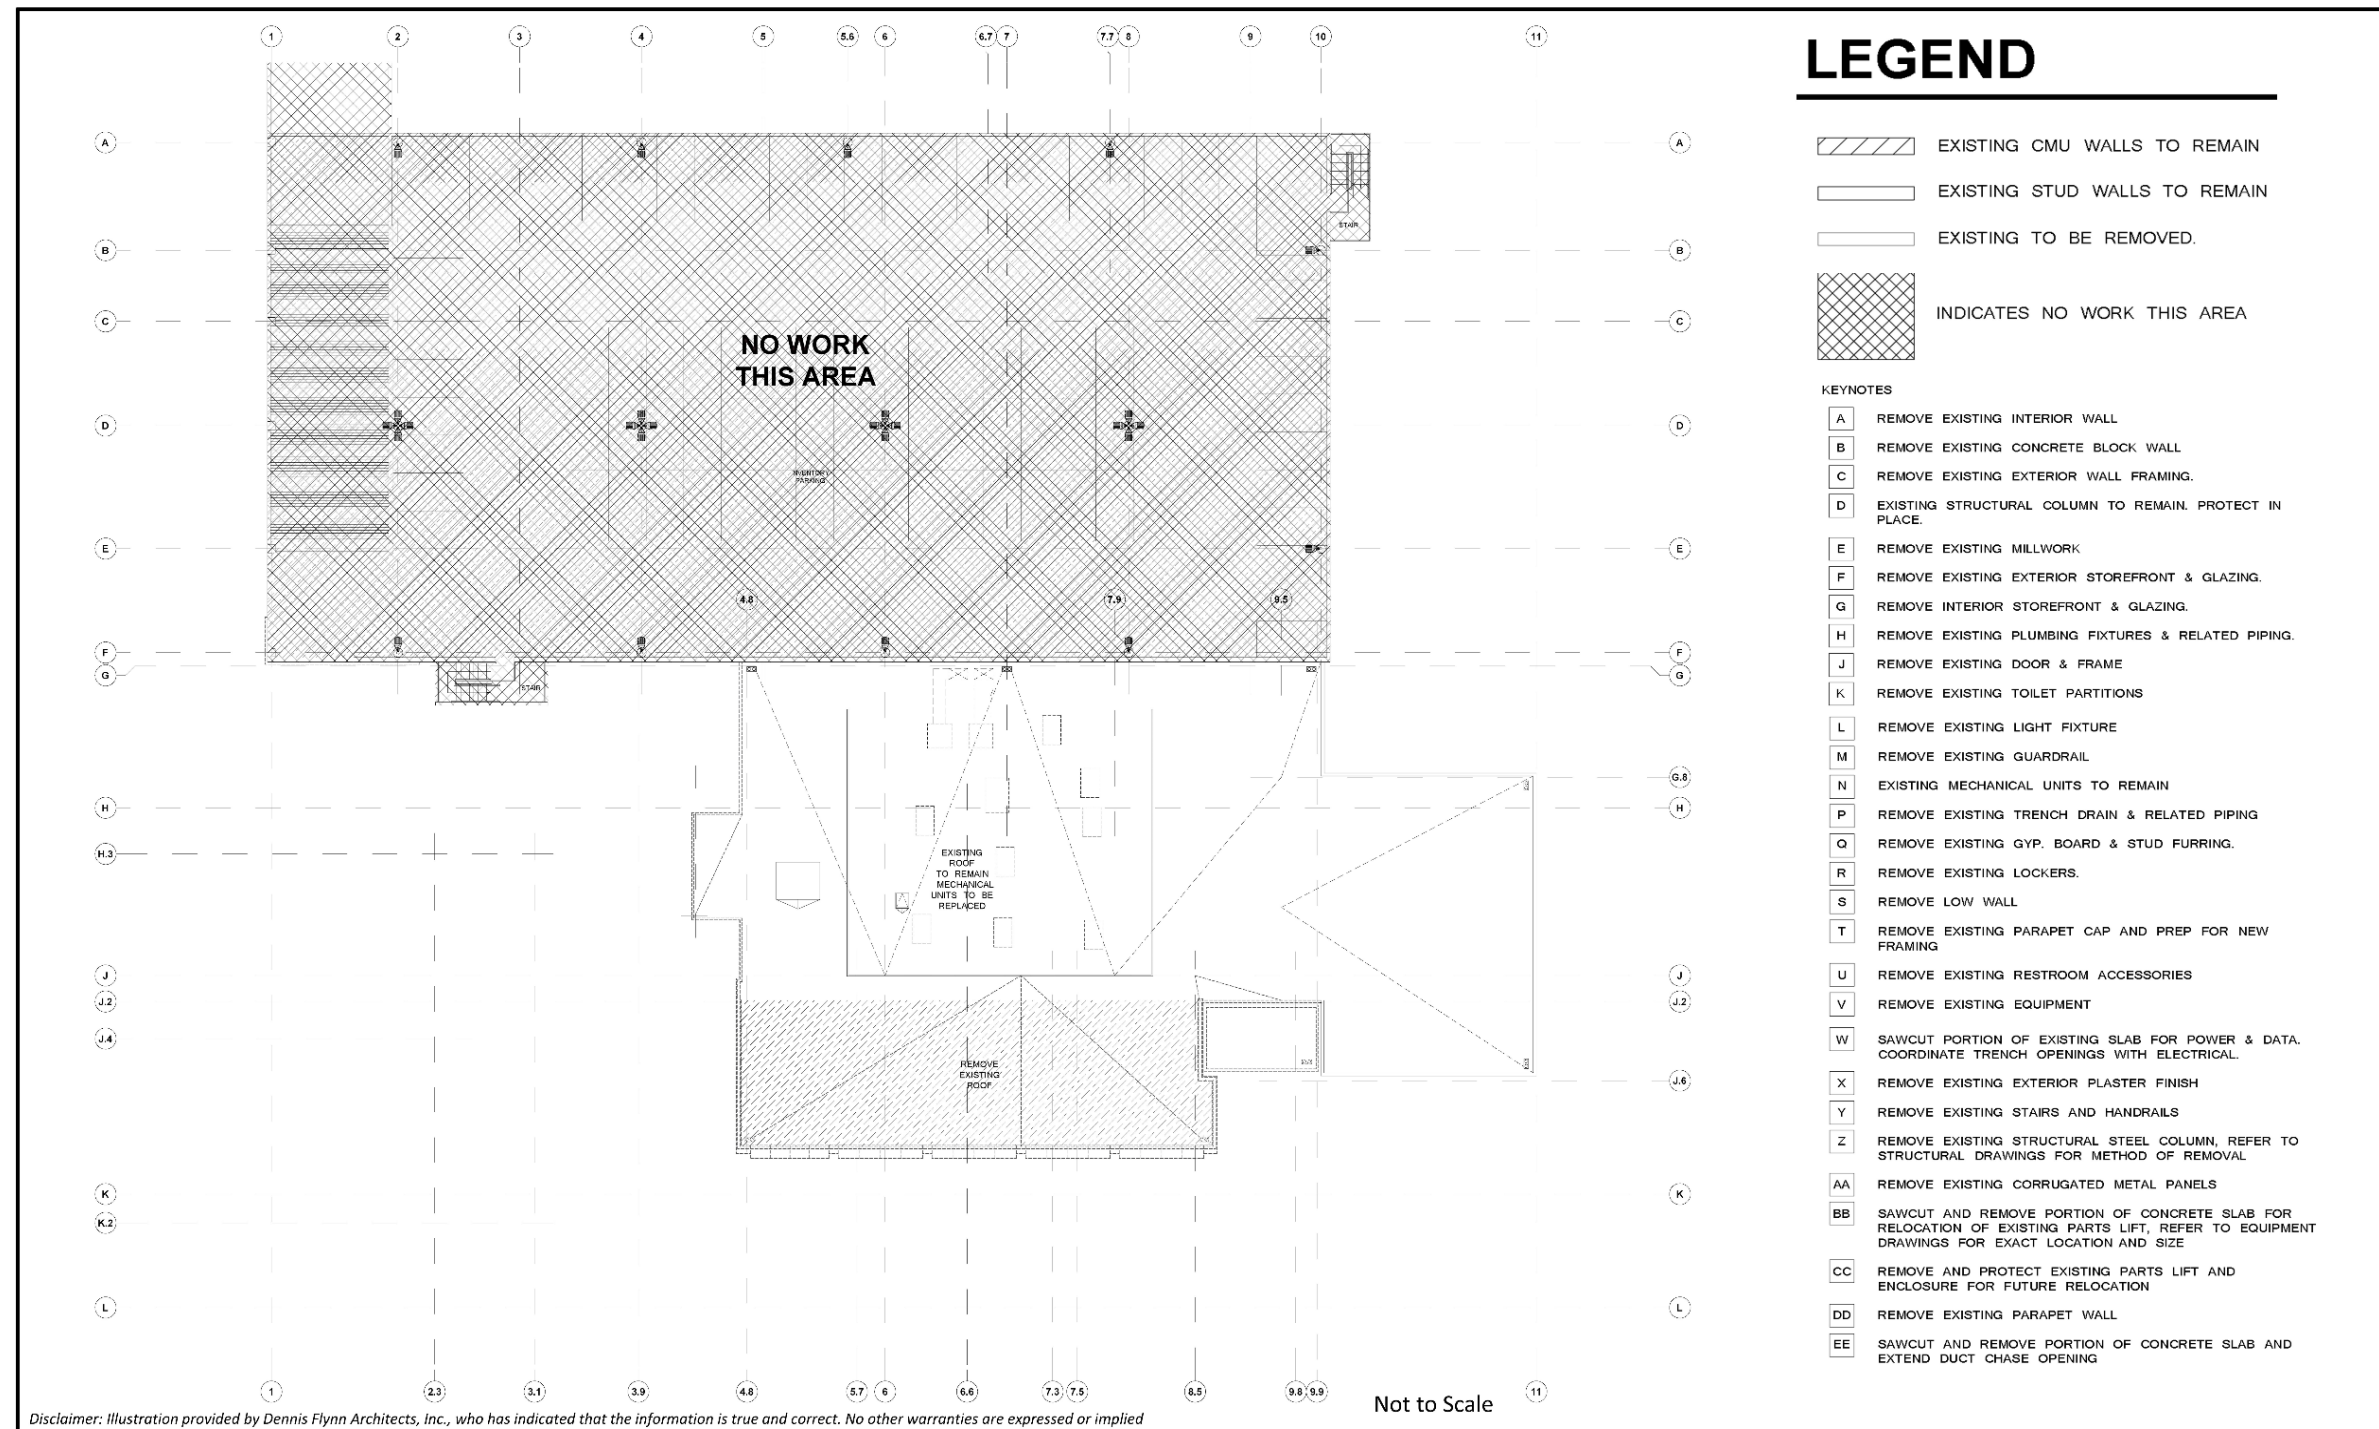 1 2 3 4 5 5.6 6 6.7 7 7.7 8 9 10 11
LEGEND
A A
EXISTING CMU WALLS TO REMAIN
EXISTING STUD WALLS TO REMAIN
STAIR
EXISTING TO BE REMOVED.
B B
INDICATES NO WORK THIS AREA
C C
NO WORK
THIS AREA
D D
INVENTORY
PARKING
E E
4.8 7.9 9.5
F F
G G
STAIR
G.8
H H
H.3
EXISTING
ROOF
TO REMAIN
MECHANICAL
UNITS TO BE
REPLACED
J J
J.2 J.2
J.4
REMOVE
EXISTING
ROOF
J.6
K K
K.2
L L
1 2.3 3.1 3.9 4.8 5.7 6 6.6 7.3 7.5 8.5 9.8 9.9 11
KEYNOTES
A REMOVE EXISTING INTERIOR WALL
B REMOVE EXISTING CONCRETE BLOCK WALL
C REMOVE EXISTING EXTERIOR WALL FRAMING.
D EXISTING STRUCTURAL COLUMN TO REMAIN. PROTECT IN
PLACE.
E REMOVE EXISTING MILLWORK
F REMOVE EXISTING EXTERIOR STOREFRONT & GLAZING.
G REMOVE INTERIOR STOREFRONT & GLAZING.
H REMOVE EXISTING PLUMBING FIXTURES & RELATED PIPING.
J REMOVE EXISTING DOOR & FRAME
K REMOVE EXISTING TOILET PARTITIONS
L REMOVE EXISTING LIGHT FIXTURE
M REMOVE EXISTING GUARDRAIL
N EXISTING MECHANICAL UNITS TO REMAIN
P REMOVE EXISTING TRENCH DRAIN & RELATED PIPING
Q REMOVE EXISTING GYP. BOARD & STUD FURRING.
R REMOVE EXISTING LOCKERS.
S REMOVE LOW WALL
T REMOVE EXISTING PARAPET CAP AND PREP FOR NEW
FRAMING
U REMOVE EXISTING RESTROOM ACCESSORIES
V REMOVE EXISTING EQUIPMENT
W SAWCUT PORTION OF EXISTING SLAB FOR POWER & DATA.
COORDINATE TRENCH OPENINGS WITH ELECTRICAL.
X REMOVE EXISTING EXTERIOR PLASTER FINISH
Y REMOVE EXISTING STAIRS AND HANDRAILS
Z REMOVE EXISTING STRUCTURAL STEEL COLUMN, REFER TO
STRUCTURAL DRAWINGS FOR METHOD OF REMOVAL
AA REMOVE EXISTING CORRUGATED METAL PANELS
BB SAWCUT AND REMOVE PORTION OF CONCRETE SLAB FOR
RELOCATION OF EXISTING PARTS LIFT, REFER TO EQUIPMENT
DRAWINGS FOR EXACT LOCATION AND SIZE
CC REMOVE AND PROTECT EXISTING PARTS LIFT AND
ENCLOSURE FOR FUTURE RELOCATION
DD REMOVE EXISTING PARAPET WALL
EE SAWCUT AND REMOVE PORTION OF CONCRETE SLAB AND
EXTEND DUCT CHASE OPENING
Not to Scale
Disclaimer: Illustration provided by Dennis Flynn Architects, Inc., who has indicated that the information is true and correct. No other warranties are expressed or implied